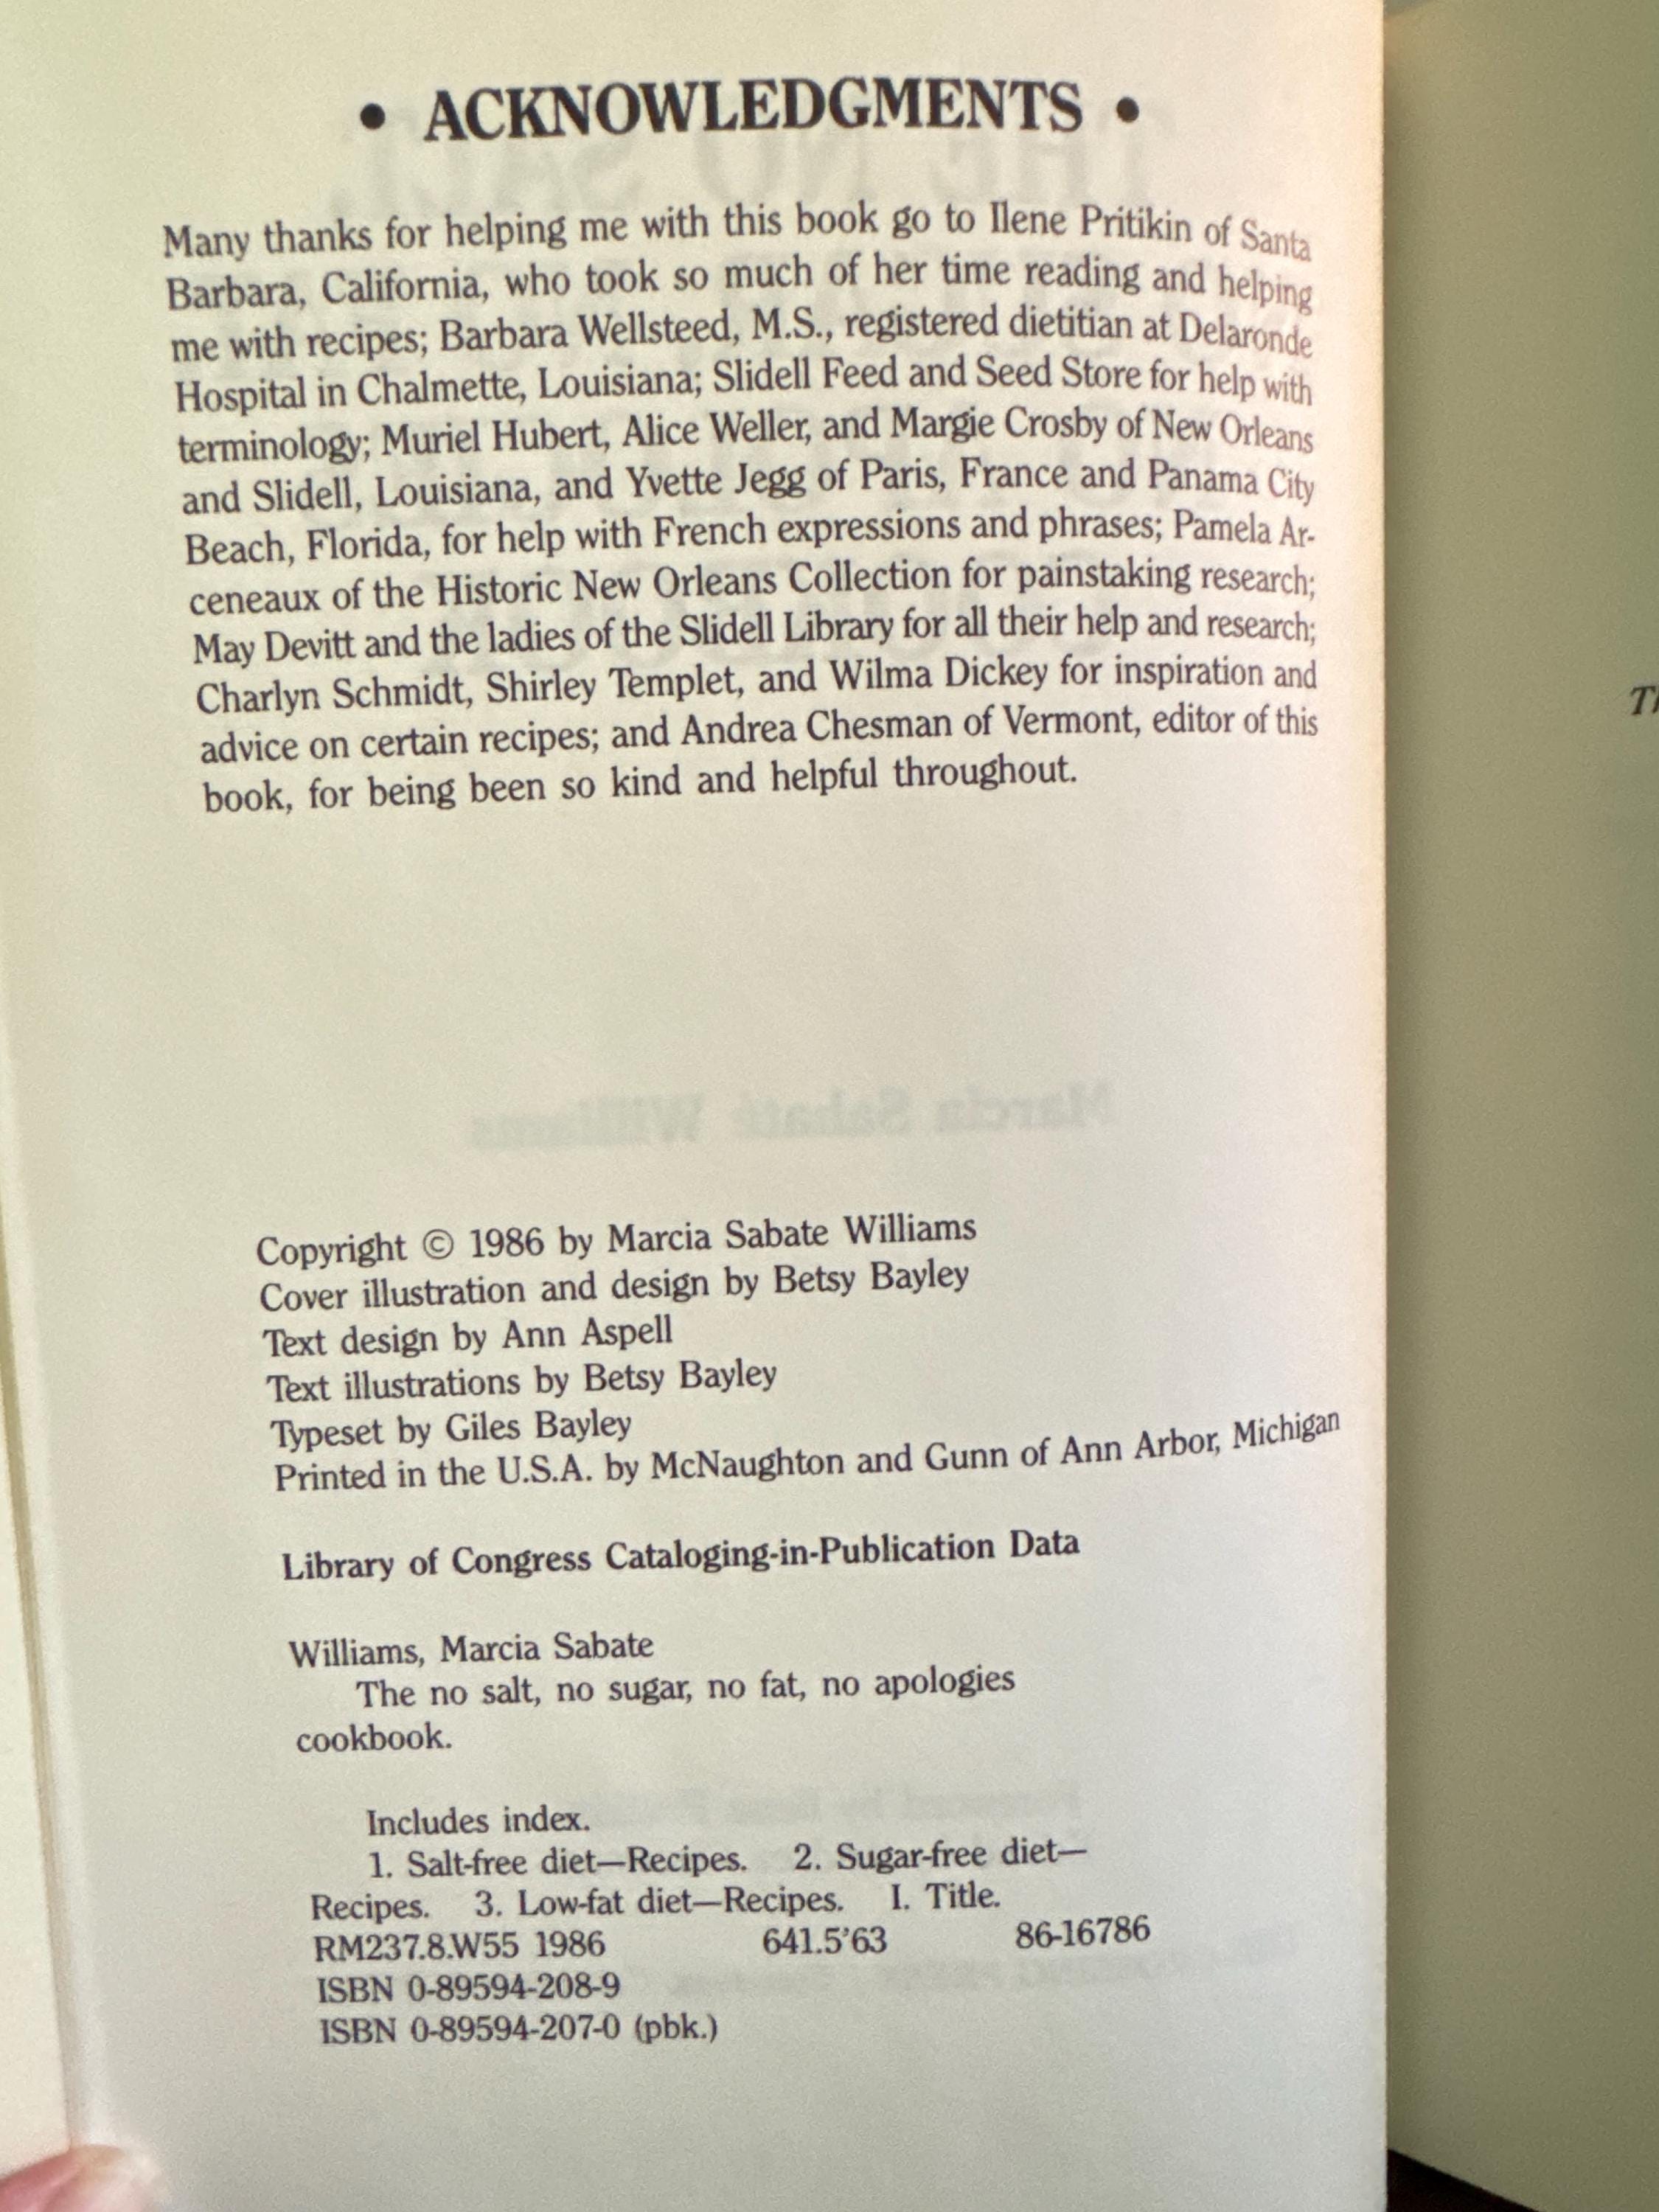 • ACKNOWLEDGMENTS •
Many thanks for helping me with this book go to Ilene Pritikin of Santa
Barbara, California, who took so much of her time reading and helping
me with recipes; Barbara Wellsteed, M.S., registered dietitian at Delaronde
Hospital in Chalmette, Louisiana; Slidell Feed and Seed Store for help with
terminology; Muriel Hubert, Alice Weller, and Margie Crosby of New Orleans
and Slidell, Louisiana, and Yvette Jegg of Paris, France and Panama City
Beach, Florida, for help with French expressions and phrases; Pamela Ar-
ceneaux of the Historic New Orleans Collection for painstaking research;
May Devitt and the ladies of the Slidell Library for all their help and research;
Charlyn Schmidt, Shirley Templet, and Wilma Dickey for inspiration and
advice on certain recipes; and Andrea Chesman of Vermont, editor of this
book, for being been so kind and helpful throughout.
Marcia Sabaté Williams
Copyright © 1986 by Marcia Sabate Williams
Cover illustration and design by Betsy Bayley
Text design by Ann Aspell
Text illustrations by Betsy Bayley
Typeset by Giles Bayley
Printed in the U.S.A. by McNaughton and Gunn of Ann Arbor, Michigan
Library of Congress Cataloging-in-Publication Data
Williams, Marcia Sabate
The no salt, no sugar, no fat, no apologies
cookbook.
Includes index.
1. Salt-free diet—Recipes. 2. Sugar-free diet—
Recipes. 3. Low-fat diet—Recipes. I. Title.
RM237.8.W55 1986 641.5'63 86-16786
ISBN 0-89594-208-9
ISBN 0-89594-207-0 (pbk.)